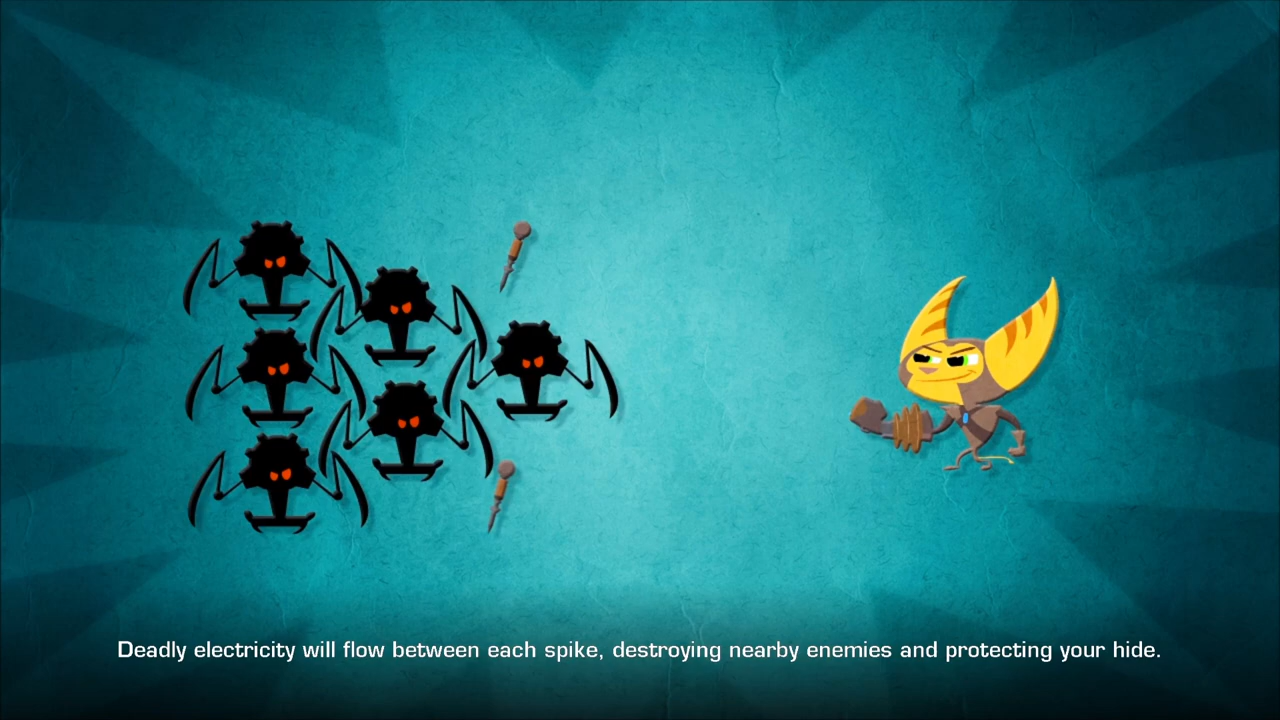 Deadly electricity will flow between each spike, destroying nearby enemies and protecting your hide.